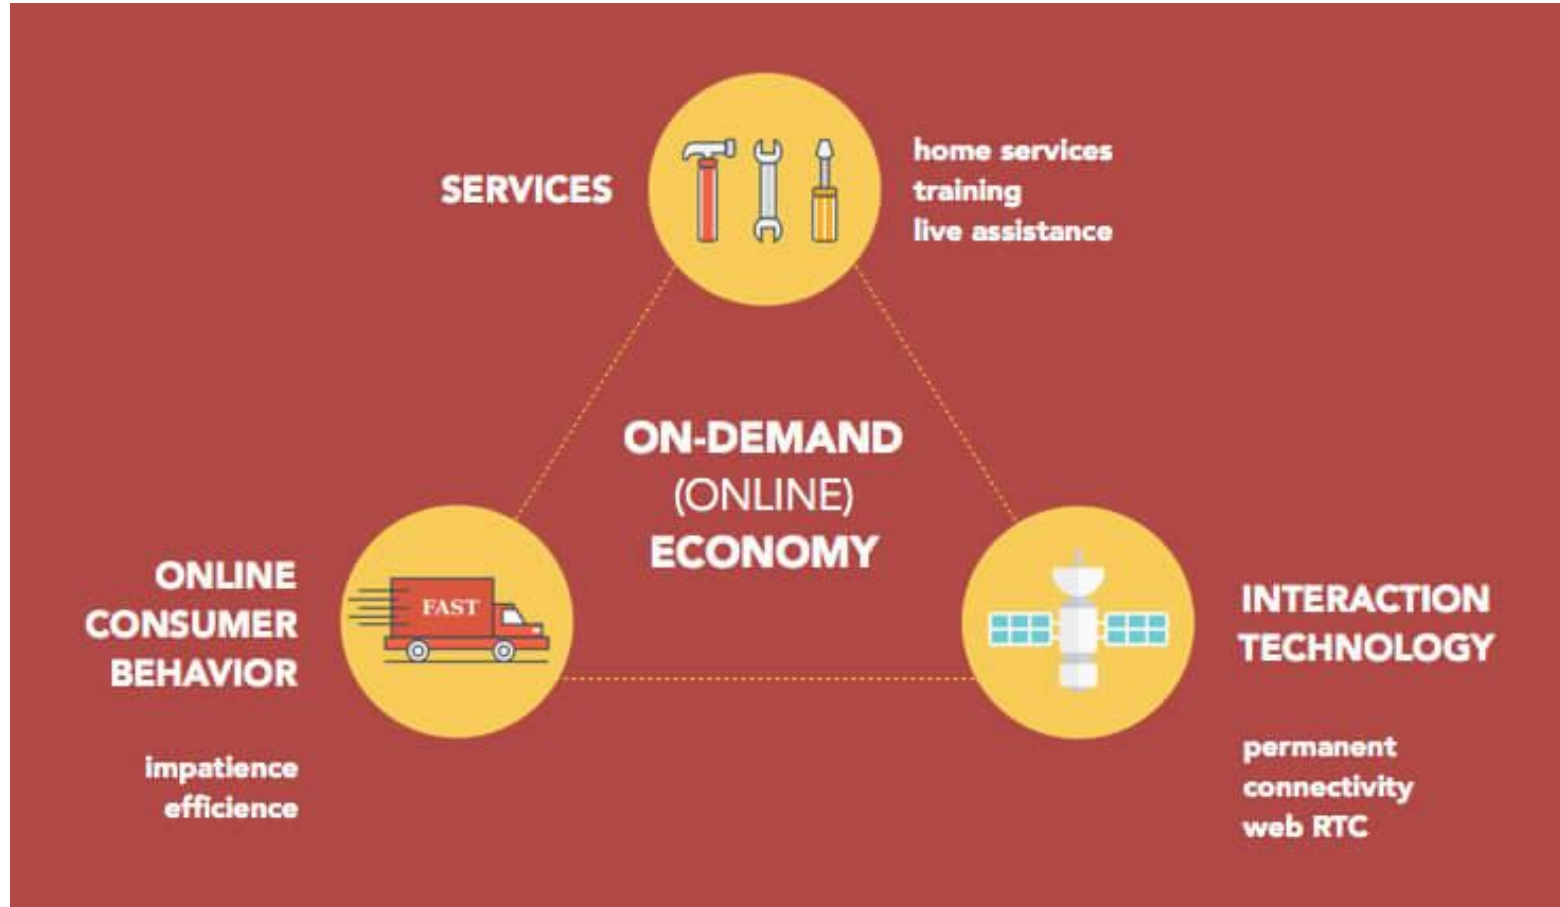 SERVICES
home services
training
live assistance
ON-DEMAND
(ONLINE)
ECONOMY
ONLINE
CONSUMER
BEHAVIOR
impatience
efficience
FAST
INTERACTION
TECHNOLOGY
permanent
connectivity
web RTC